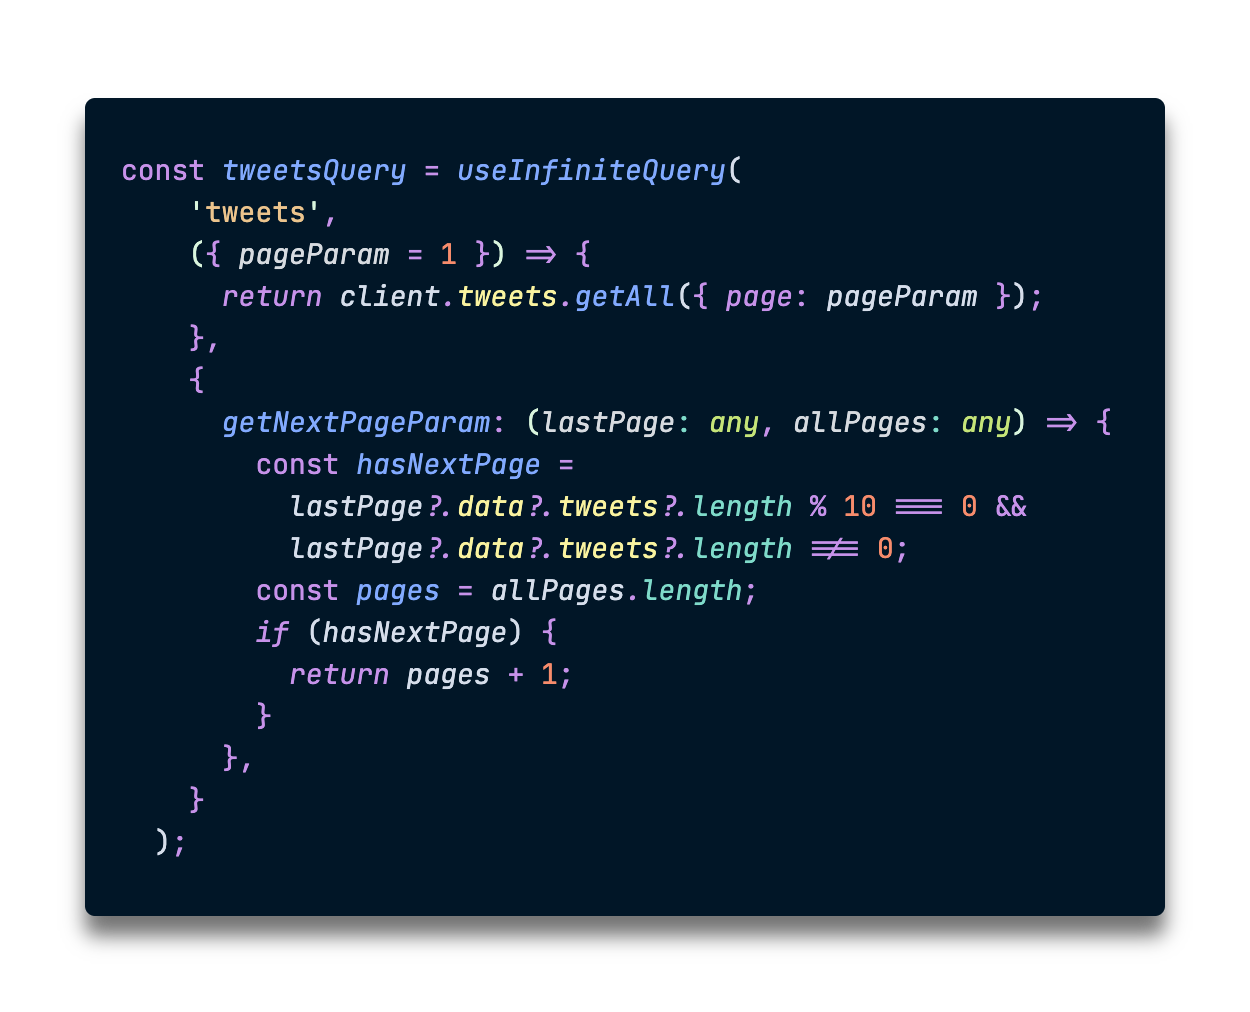 const tweetsQuery = useInfiniteQuery(
    'tweets',
    ({ pageParam = 1 }) => {
      return client.tweets.getAll({ page: pageParam });
    },
    {
      getNextPageParam: (lastPage: any, allPages: any) => {
        const hasNextPage =
          lastPage?.data?.tweets?.length % 10 === 0 &&
          lastPage?.data?.tweets?.length !== 0;
        const pages = allPages.length;
        if (hasNextPage) {
          return pages + 1;
        }
      },
    }
  );